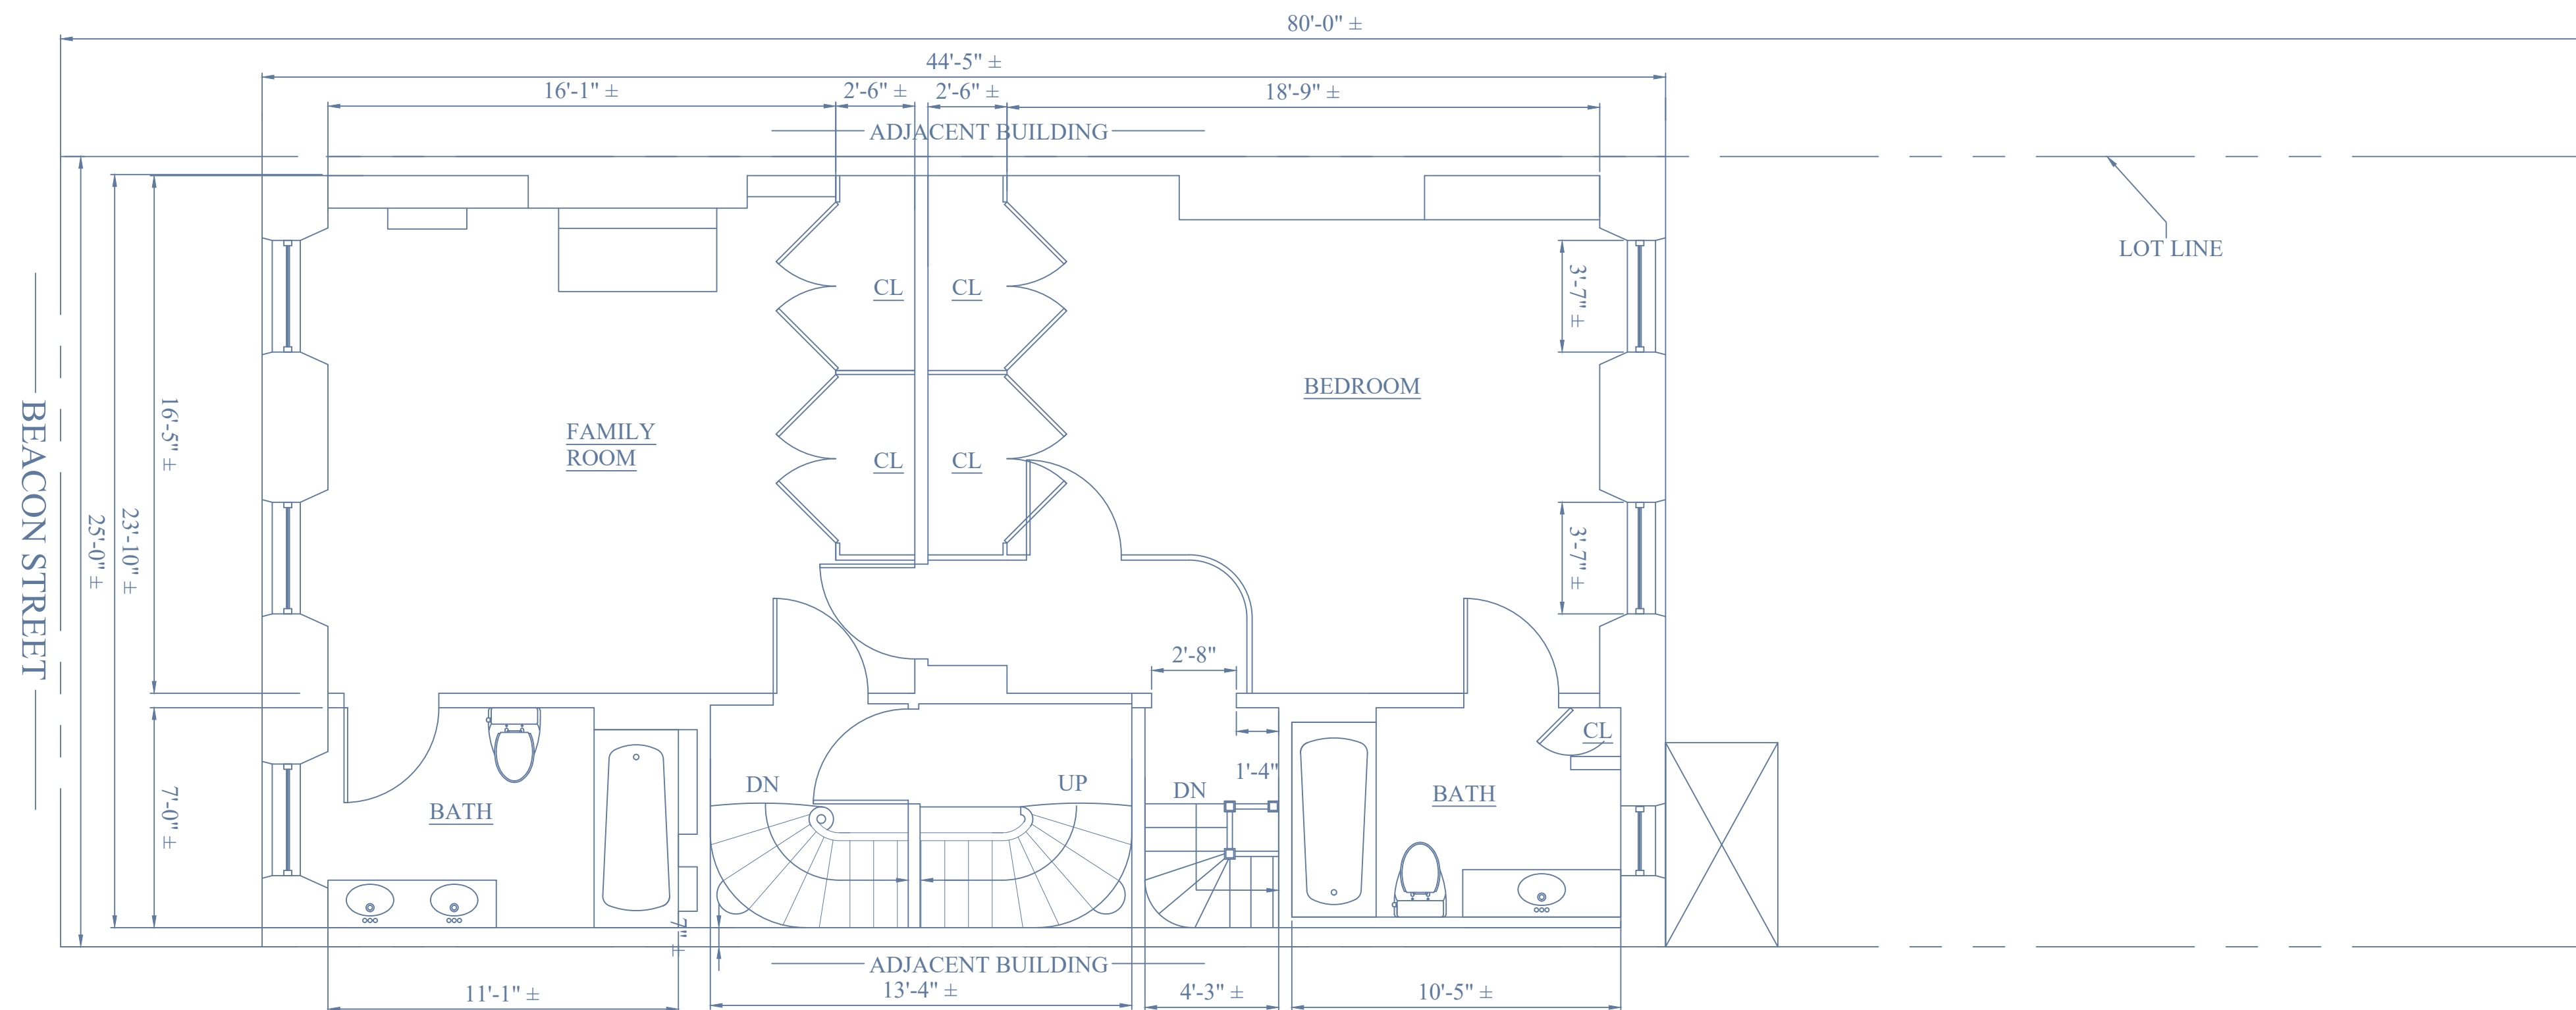 80'-0" ±
44'-5" ±
16'-1" ±
2'-6" ±
2'-6" ±
18'-9" ±
ADJACENT BUILDING
LOT LINE
CL
CL
3'-7" ±
BEDROOM
FAMILY
ROOM
CL
CL
16'-5" ±
23'-10" ±
25'-0" ±
BEACON STREET
3'-7" ±
2'-8"
CL
1'-4"
DN
UP
DN
BATH
BATH
7'-0" ±
7" ±
ADJACENT BUILDING
11'-1" ±
13'-4" ±
4'-3" ±
10'-5" ±